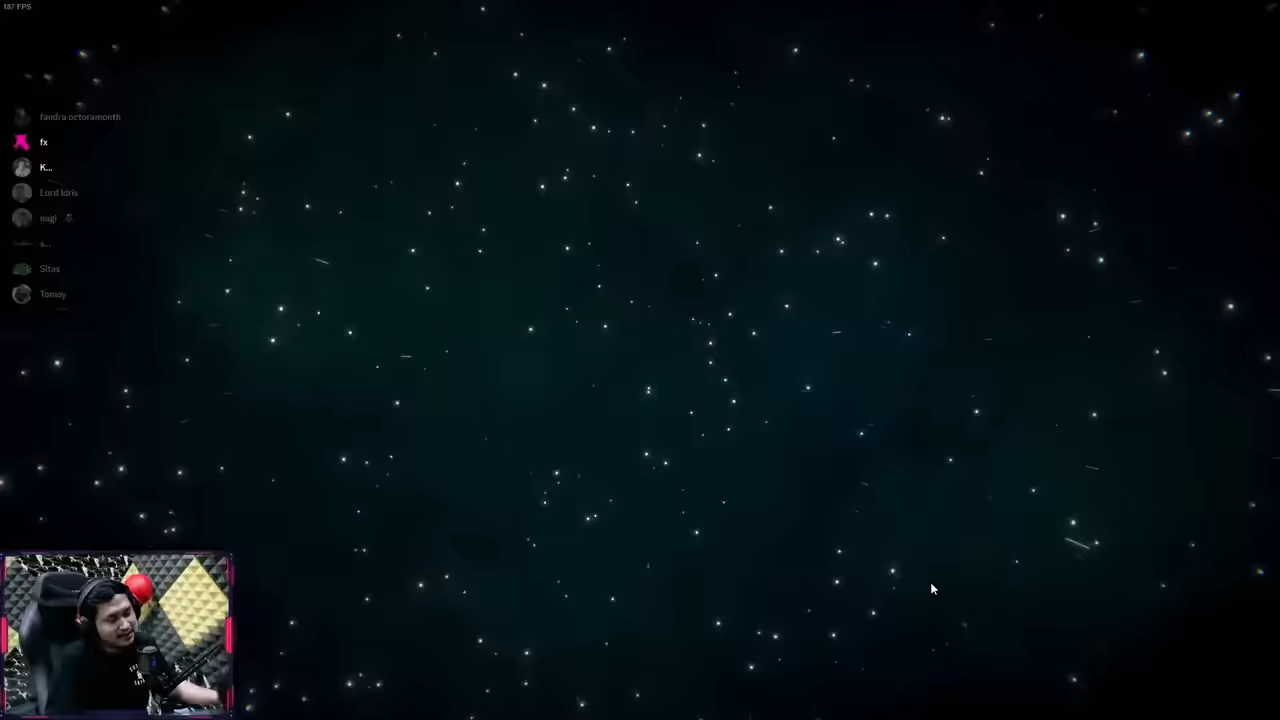 187 FPS
fandra octoramonth
fx
K...
Lord Idris
nugi
s...
Sitas
Tomoy